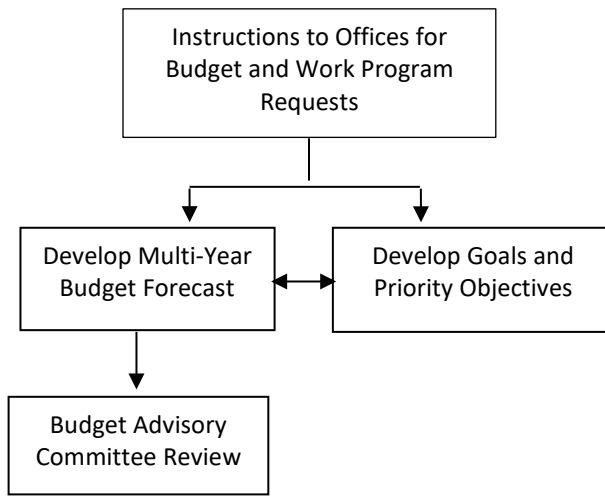 Instructions to Offices for
Budget and Work Program
Requests
Develop Multi-Year
Budget Forecast
Develop Goals and
Priority Objectives
Budget Advisory
Committee Review